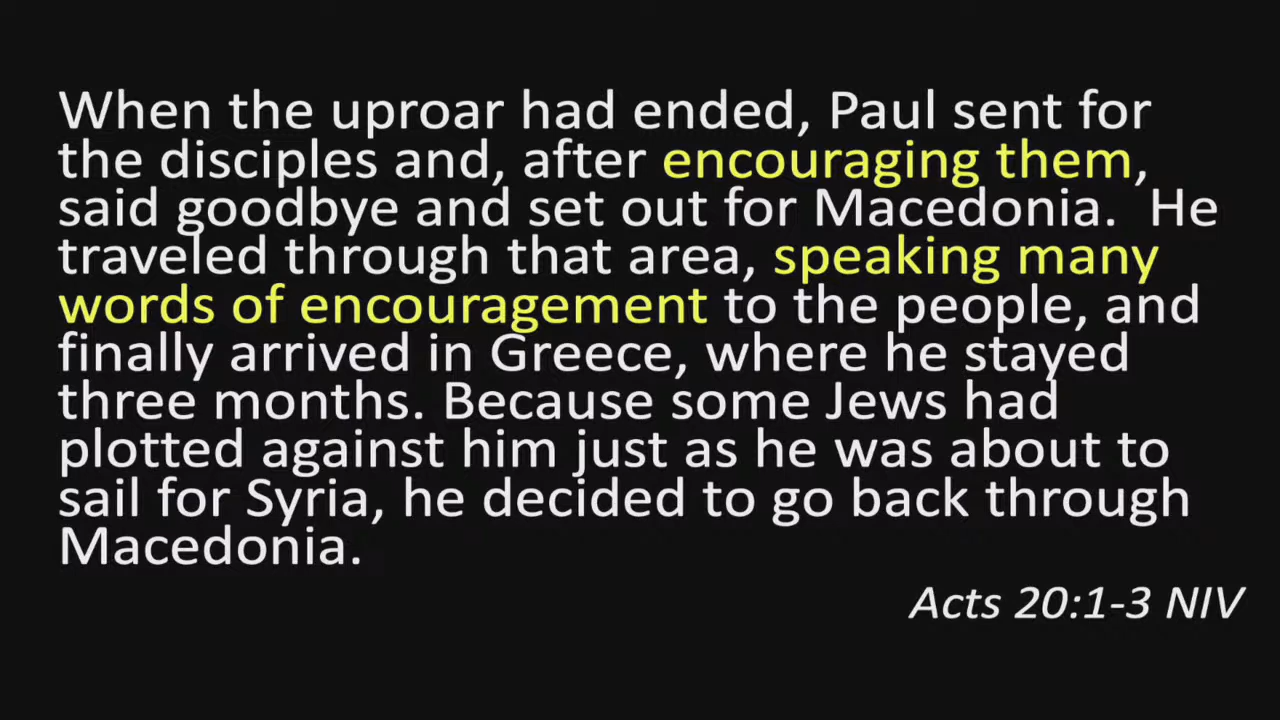 When the uproar had ended, Paul sent for
the disciples and, after encouraging them,
said goodbye and set out for Macedonia.  He
traveled through that area, speaking many
words of encouragement to the people, and
finally arrived in Greece, where he stayed
three months. Because some Jews had
plotted against him just as he was about to
sail for Syria, he decided to go back through
Macedonia.
Acts 20:1-3 NIV